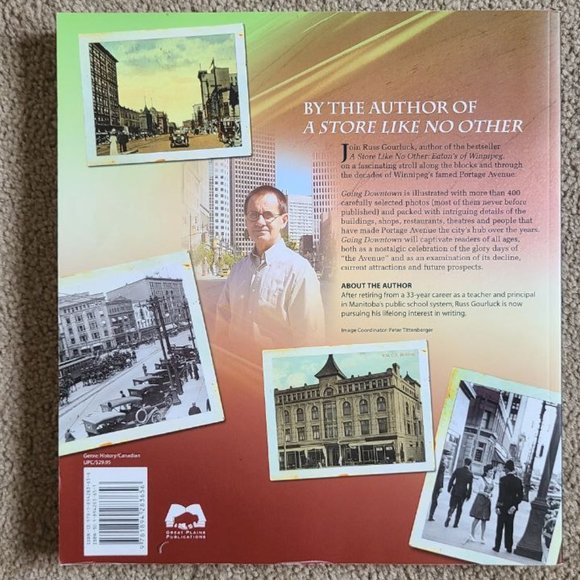 BY THE AUTHOR OF
A STORE LIKE NO OTHER
Join Russ Gourluck, author of the bestseller
A Store Like No Other: Eaton's of Winnipeg,
on a fascinating stroll along the blocks and through
the decades of Winnipeg's famed Portage Avenue.
Going Downtown is illustrated with more than 400
carefully selected photos (most of them never before
published) and packed with intriguing details of the
buildings, shops, restaurants, theatres and people that
have made Portage Avenue the city's hub over the years.
Going Downtown will captivate readers of all ages,
both as a nostalgic celebration of the glory days of
"the Avenue" and as an examination of its decline,
current attractions and future prospects.
ABOUT THE AUTHOR
After retiring from a 33-year career as a teacher and principal
in Manitoba's public school system, Russ Gourluck is now
pursuing his lifelong interest in writing.
Image Coordinator: Peter Tittenberger
Genre: History/Canadian
UPC/$29.95
GREAT PLAINS
PUBLICATIONS